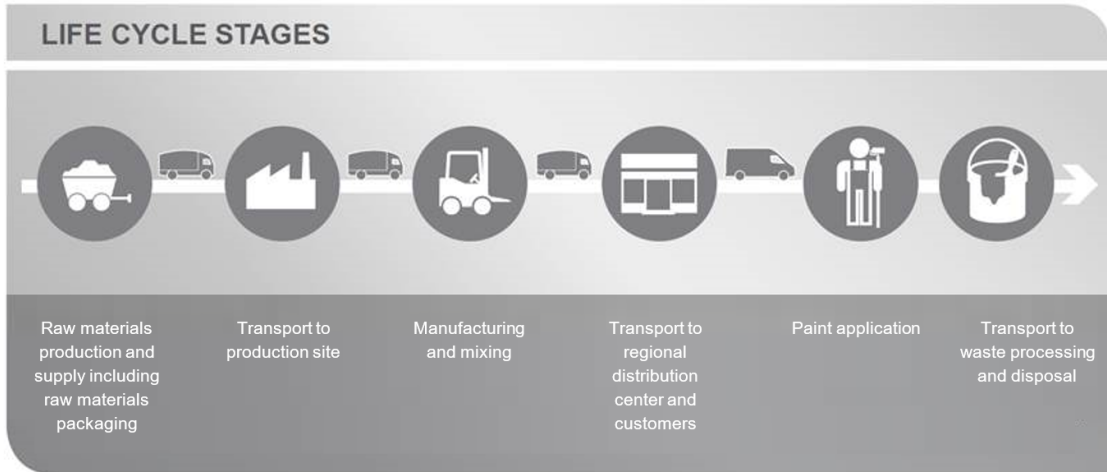 LIFE CYCLE STAGES
Raw materials
production and
supply including
raw materials
packaging
Transport to
production site
Manufacturing
and mixing
Transport to
regional
distribution
center and
customers
Paint application
Transport to
waste processing
and disposal